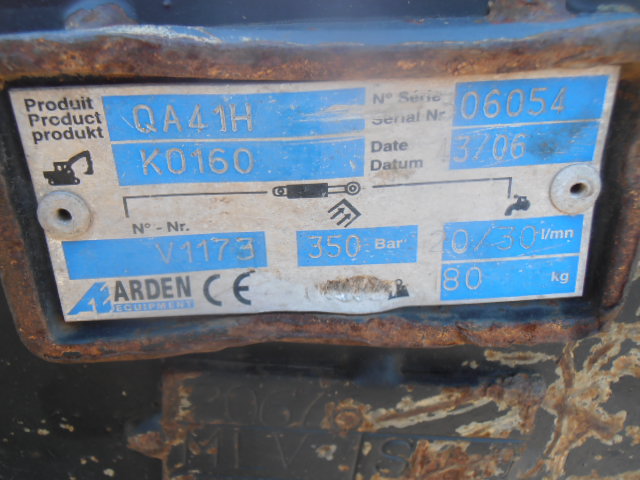 Produit
Product
produkt
QA41H
K0160
N° Série
Serial Nr
06054
Date
Datum
3/06
N° - Nr.
V1173
350 Bar
0/30 l/mn
80 kg
ARDEN
EQUIPMENT
CE